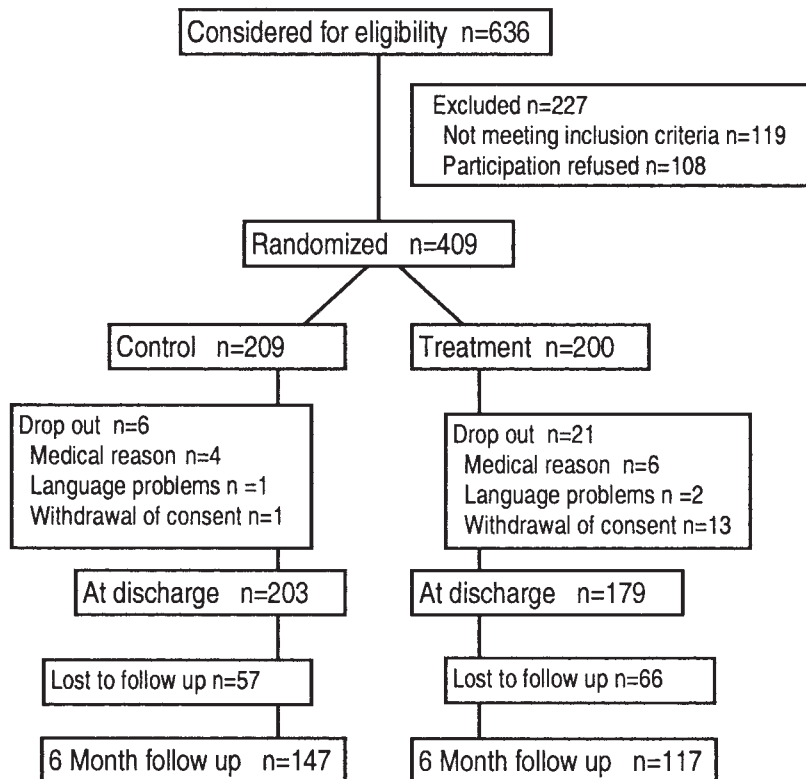 Considered for eligibility n=636
Excluded n=227
Not meeting inclusion criteria n=119
Participation refused n=108
Randomized n=409
Control n=209
Treatment n=200
Drop out n=6
Medical reason n=4
Language problems n =1
Withdrawal of consent n=1
Drop out n=21
Medical reason n=6
Language problems n =2
Withdrawal of consent n=13
At discharge n=203
At discharge n=179
Lost to follow up n=57
Lost to follow up n=66
6 Month follow up n=147
6 Month follow up n=117